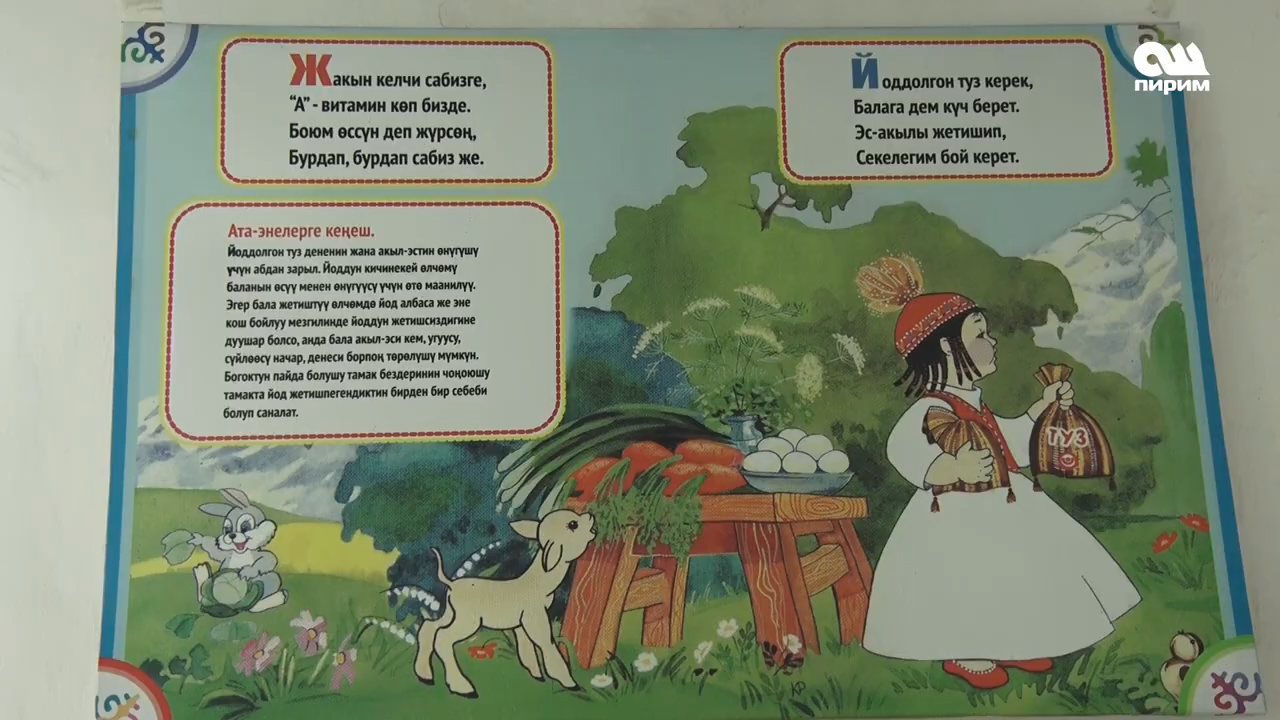 Жакын келчи сабизге,
“А” - витамин көп бизде.
Боюм өссүн деп жүрсөң,
Бурдап, бурдап сабиз же.
Йоддолгон туз керек,
Балага дем күч берет.
Эс-акылы жетишип,
Секелегим бой керет.
аш
пирим
Ата-энелерге кеңеш.
Йоддолгон туз дененин жана акыл-эстин өнүгүшү
үчүн абдан зарыл. Йоддун кичинекей өлчөмү
баланын өсүү менен өнүгүүсү үчүн өтө маанилүү.
Эгер бала жетиштүү өлчөмдө йод албаса же эне
кош бойлуу мезгилинде йоддун жетишсиздигине
дуушар болсо, анда бала акыл-эси кем, угуусу,
сүйлөөсү начар, денеси борпоң төрөлүшү мүмкүн.
Богоктун пайда болушу тамак бездеринин чоңоюшу
тамакта йод жетишпегендиктин бирден бир себеби
болуп саналат.
ТУЗ
КР